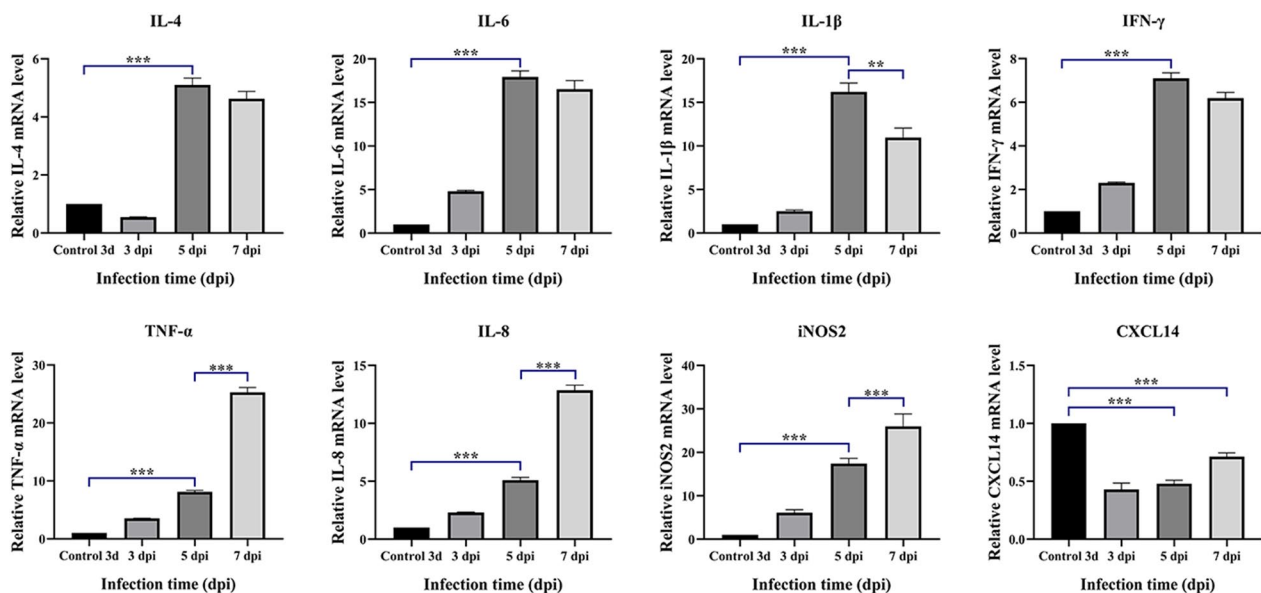 IL-4
Relative IL-4 mRNA level
6
4
2
0
***
Control 3d 3 dpi 5 dpi 7 dpi
Infection time (dpi)
IL-6
Relative IL-6 mRNA level
20
15
10
5
0
***
Control 3d 3 dpi 5 dpi 7 dpi
Infection time (dpi)
IL-1β
Relative IL-1β mRNA level
20
15
10
5
0
***
**
Control 3d 3 dpi 5 dpi 7 dpi
Infection time (dpi)
IFN-γ
Relative IFN-γ mRNA level
8
6
4
2
0
***
Control 3d 3 dpi 5 dpi 7 dpi
Infection time (dpi)
TNF-α
Relative TNF-α mRNA level
30
20
10
0
***
***
Control 3d 3 dpi 5 dpi 7 dpi
Infection time (dpi)
IL-8
Relative IL-8 mRNA level
15
10
5
0
***
***
Control 3d 3 dpi 5 dpi 7 dpi
Infection time (dpi)
iNOS2
Relative iNOS2 mRNA level
40
30
20
10
0
***
***
Control 3d 3 dpi 5 dpi 7 dpi
Infection time (dpi)
CXCL14
Relative CXCL14 mRNA level
1.5
1.0
0.5
0.0
***
***
Control 3d 3 dpi 5 dpi 7 dpi
Infection time (dpi)